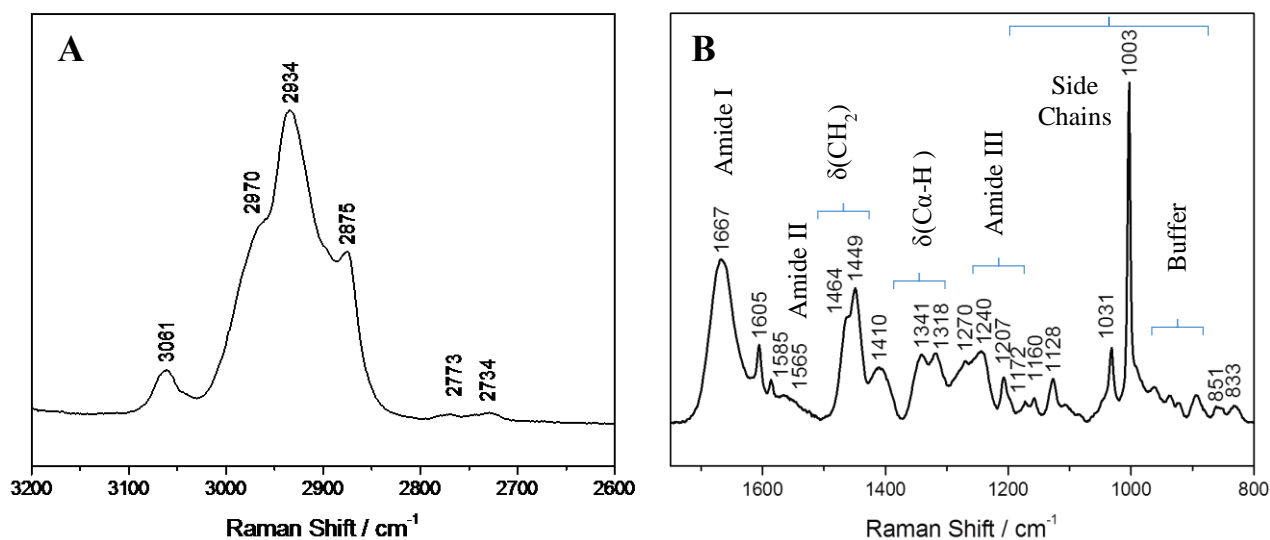 A
2934
2970
2875
3061
2773
2734
3200 3100 3000 2900 2800 2700 2600
Raman Shift / cm⁻¹
B
1003
Side
Chains
Amide I
δ(CH₂)
δ(Cα-H )
Amide III
Amide II
Buffer
1667
1605
1585
1565
1464
1449
1410
1341
1318
1270
1240
1207
1172
1160
1128
1031
851
833
1600 1400 1200 1000 800
Raman Shift / cm⁻¹